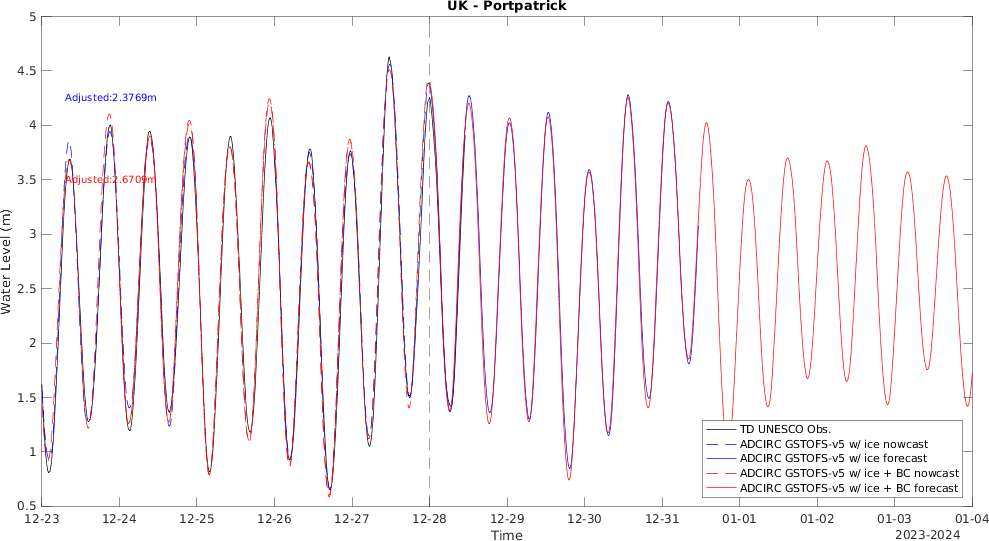 UK - Portpatrick
5
4.5
4
3.5
3
2.5
2
1.5
1
0.5
Water Level (m)
Adjusted:2.3769m
Adjusted:2.6709m
TD UNESCO Obs.
ADCIRC GSTOFS-v5 w/ ice nowcast
ADCIRC GSTOFS-v5 w/ ice forecast
ADCIRC GSTOFS-v5 w/ ice + BC nowcast
ADCIRC GSTOFS-v5 w/ ice + BC forecast
12-23 12-24 12-25 12-26 12-27 12-28 12-29 12-30 12-31 01-01 01-02 01-03 01-04
Time
2023-2024